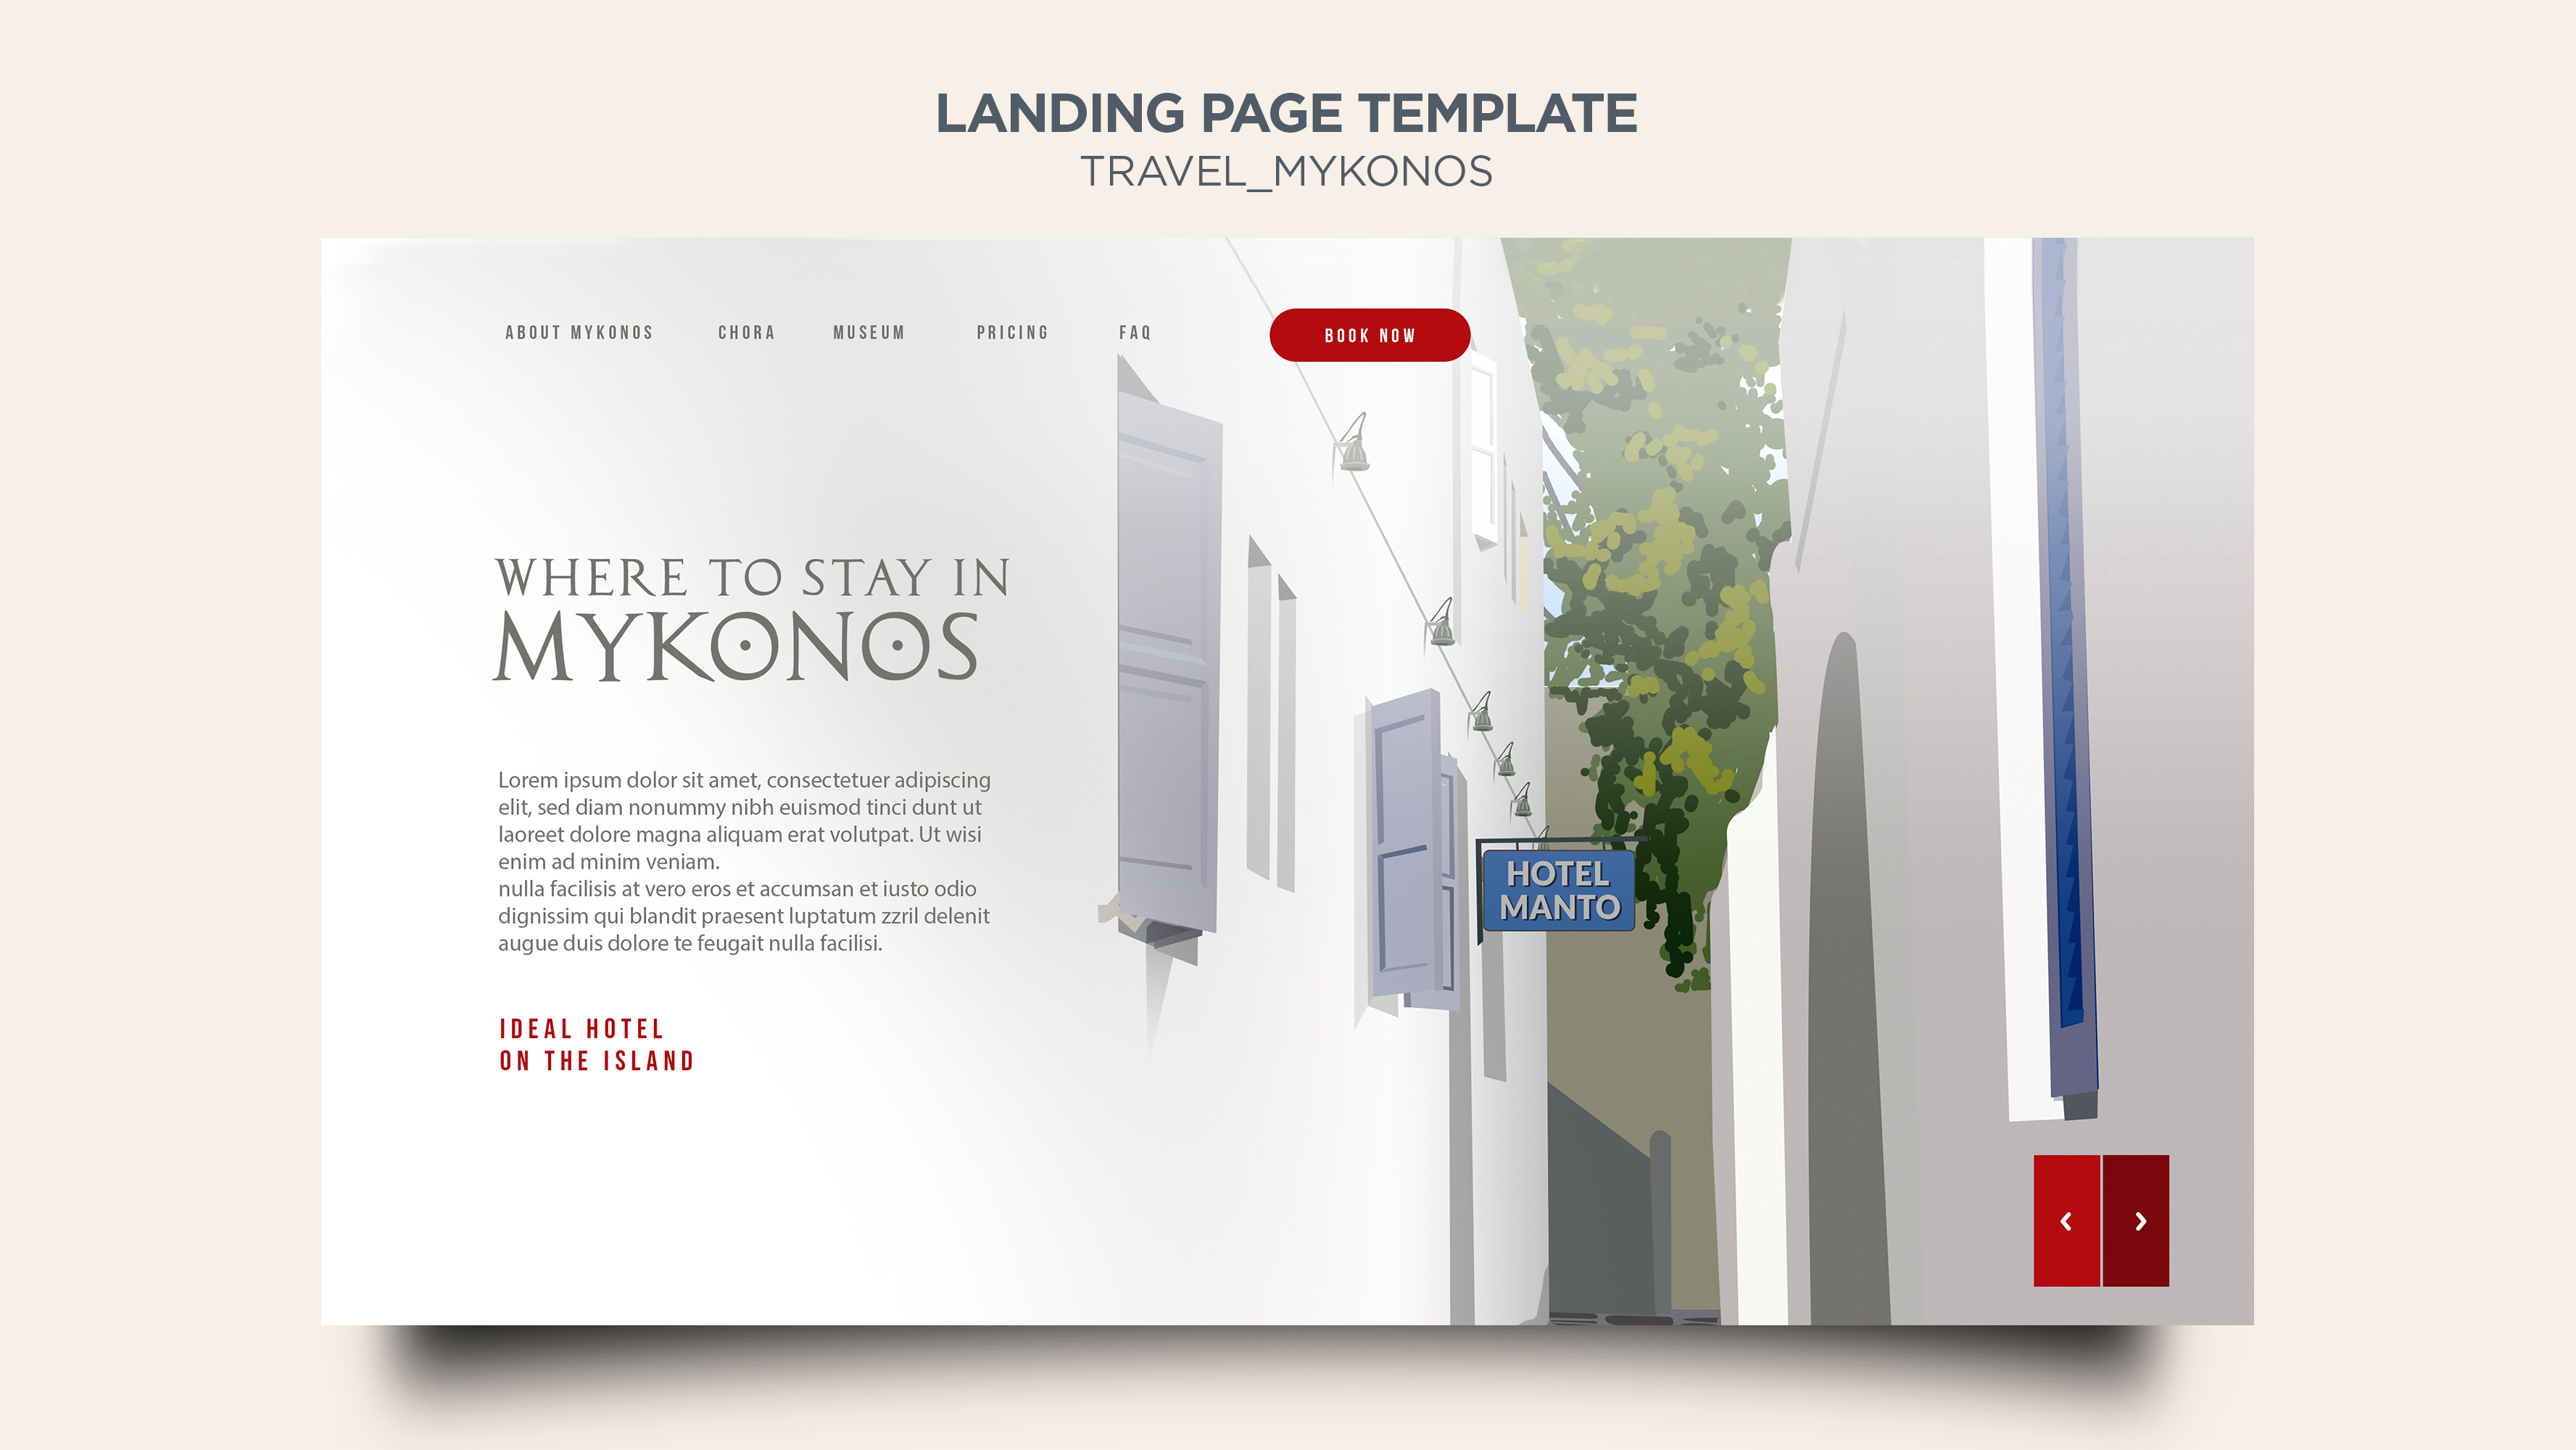 LANDING PAGE TEMPLATE
TRAVEL_MYKONOS
ABOUT MYKONOS CHORA MUSEUM PRICING FAQ BOOK NOW
WHERE TO STAY IN
MYKONOS
Lorem ipsum dolor sit amet, consectetuer adipiscing
elit, sed diam nonummy nibh euismod tinci dunt ut
laoreet dolore magna aliquam erat volutpat. Ut wisi
enim ad minim veniam.
nulla facilisis at vero eros et accumsan et iusto odio
dignissim qui blandit praesent luptatum zzril delenit
augue duis dolore te feugait nulla facilisi.
IDEAL HOTEL
ON THE ISLAND
HOTEL
MANTO